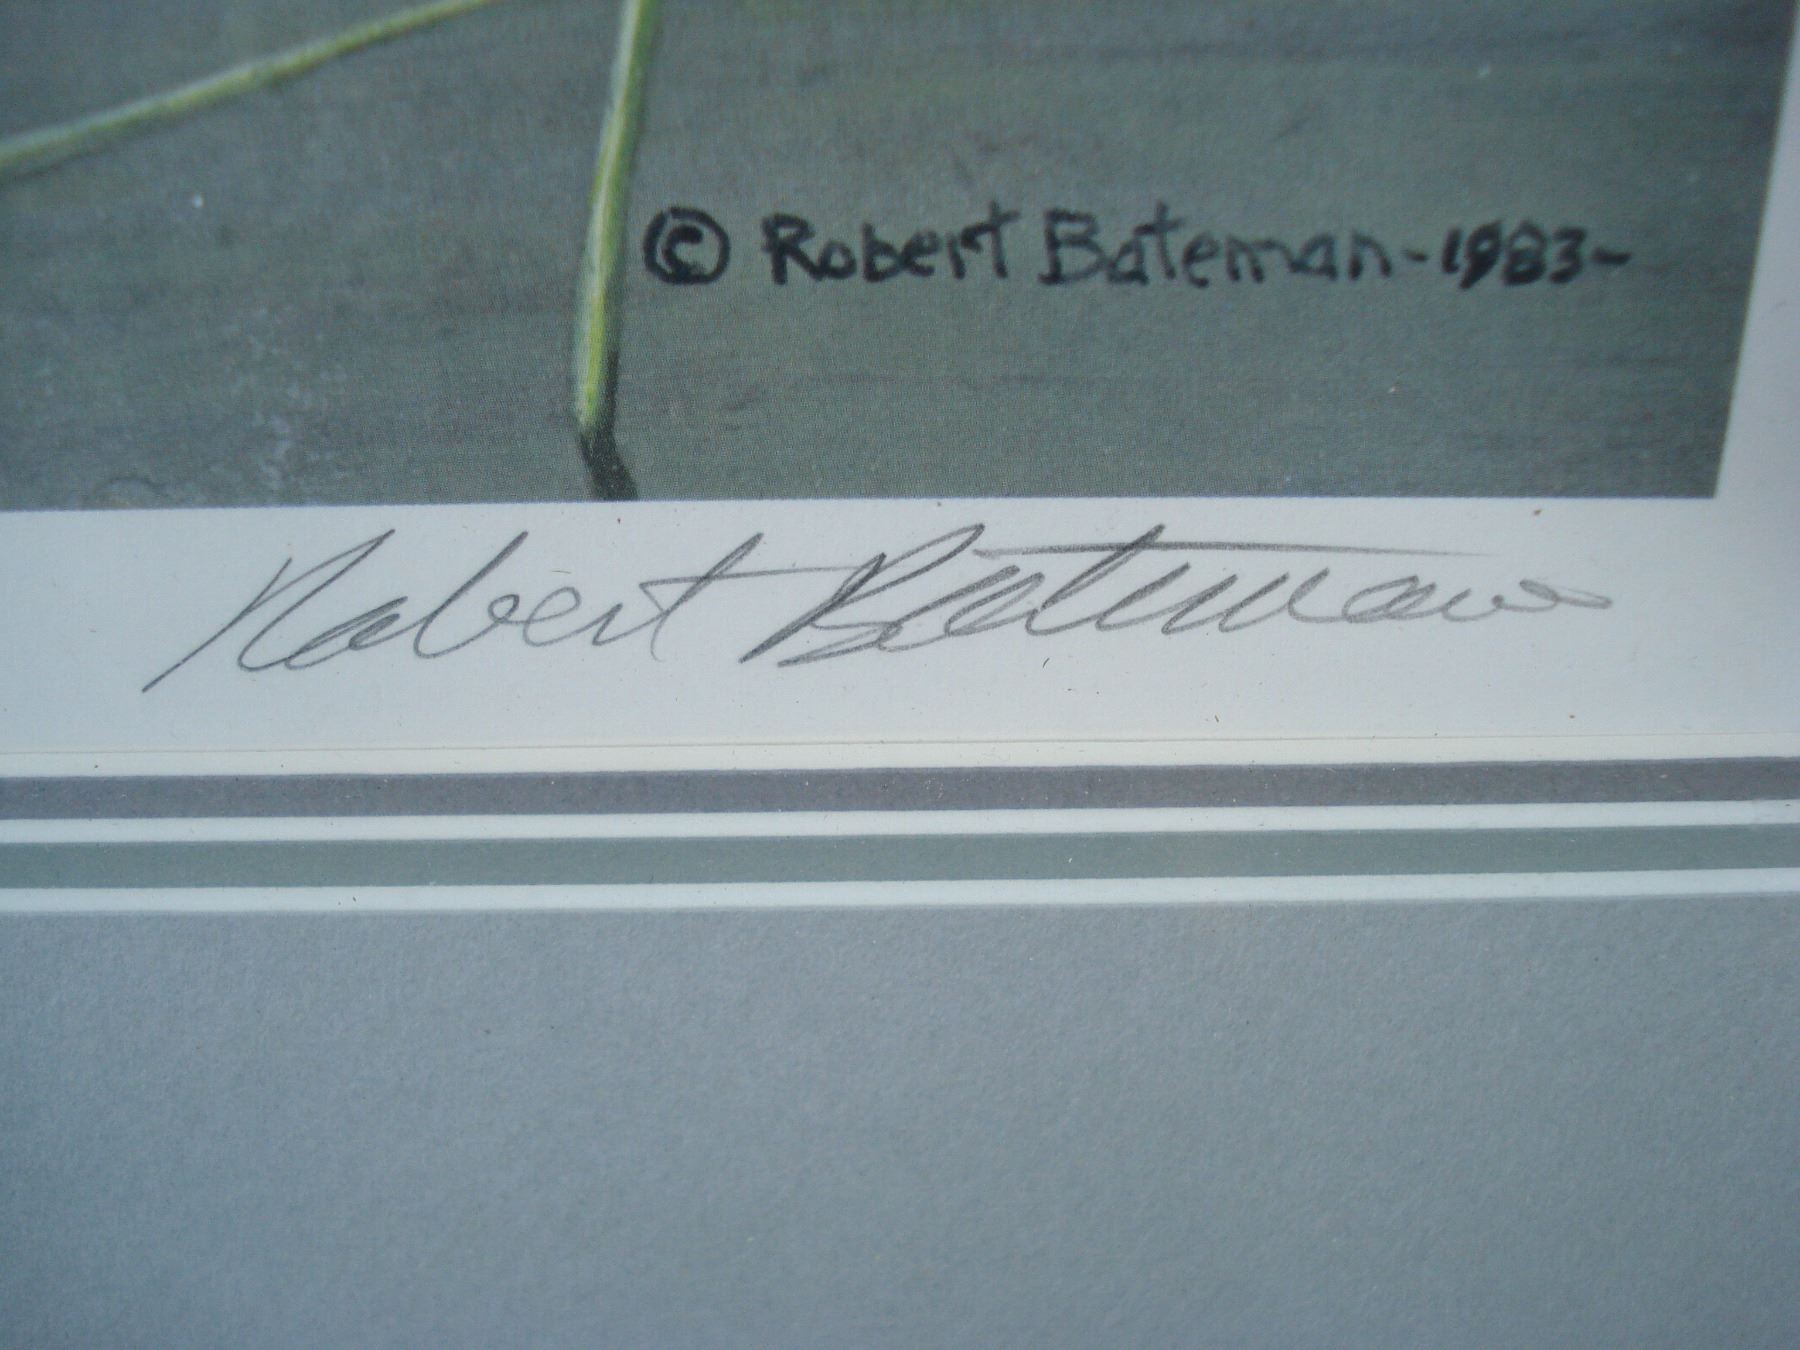 © Robert Bateman - 1983 -
Robert Bateman